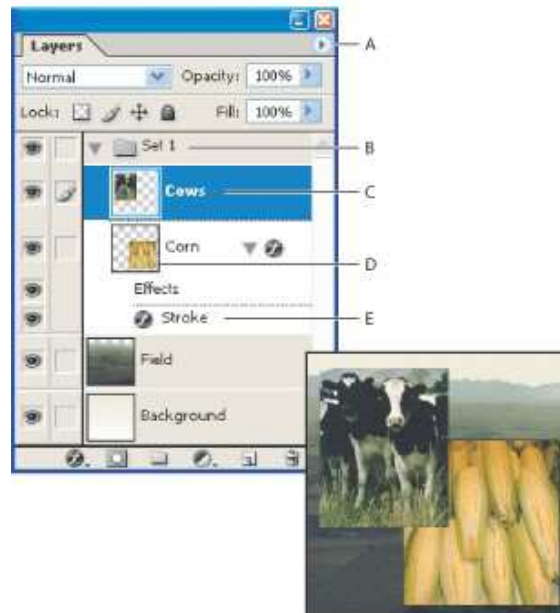 Layers
A
Normal Opacity: 100%
Lock: Fill: 100%
Set 1 B
Cows C
Corn
D
Effects
Stroke E
Field
Background